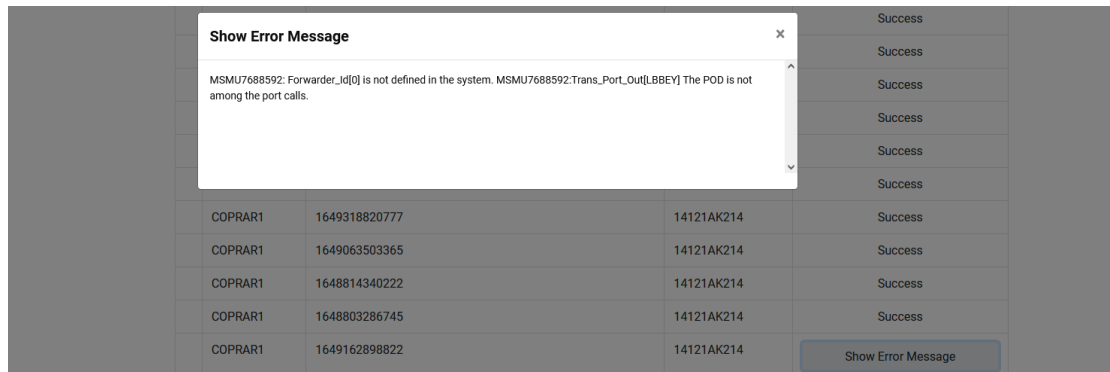 Success
Show Error Message ×
Success
MSMU7688592: Forwarder_Id[0] is not defined in the system. MSMU7688592:Trans_Port_Out[LBBEY] The POD is not
among the port calls.
Success
Success
Success
Success
COPRAR1 1649318820777 14121AK214 Success
COPRAR1 1649063503365 14121AK214 Success
COPRAR1 1648814340222 14121AK214 Success
COPRAR1 1648803286745 14121AK214 Success
COPRAR1 1649162898822 14121AK214 Show Error Message